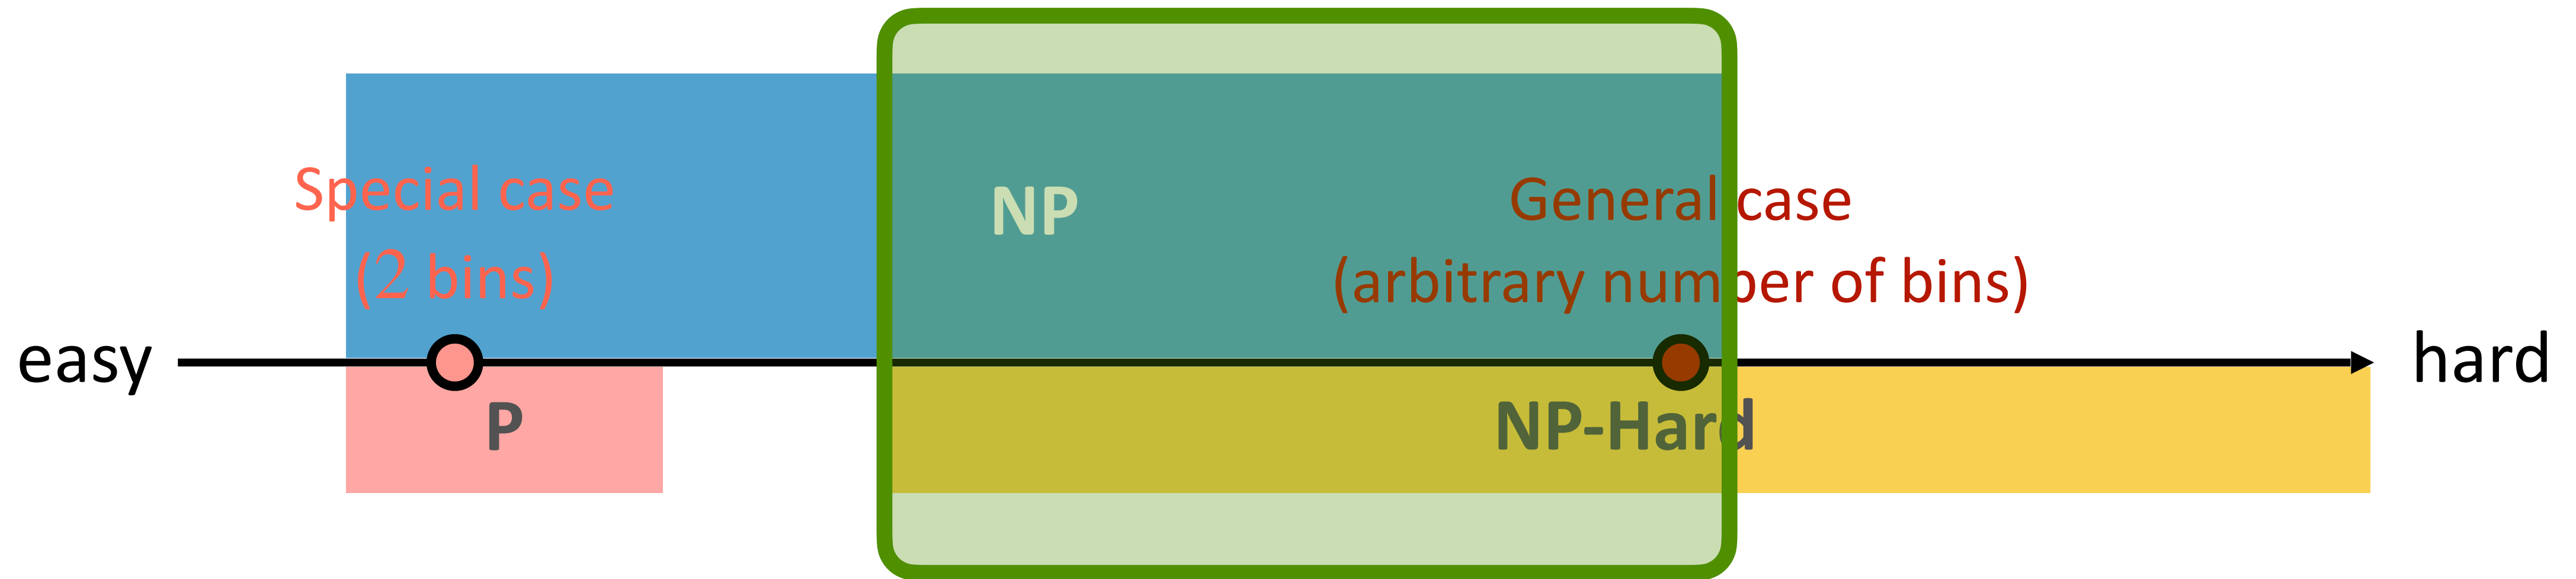 Special case
(2 bins)
NP
General case
(arbitrary number of bins)
easy
hard
P
NP-Hard